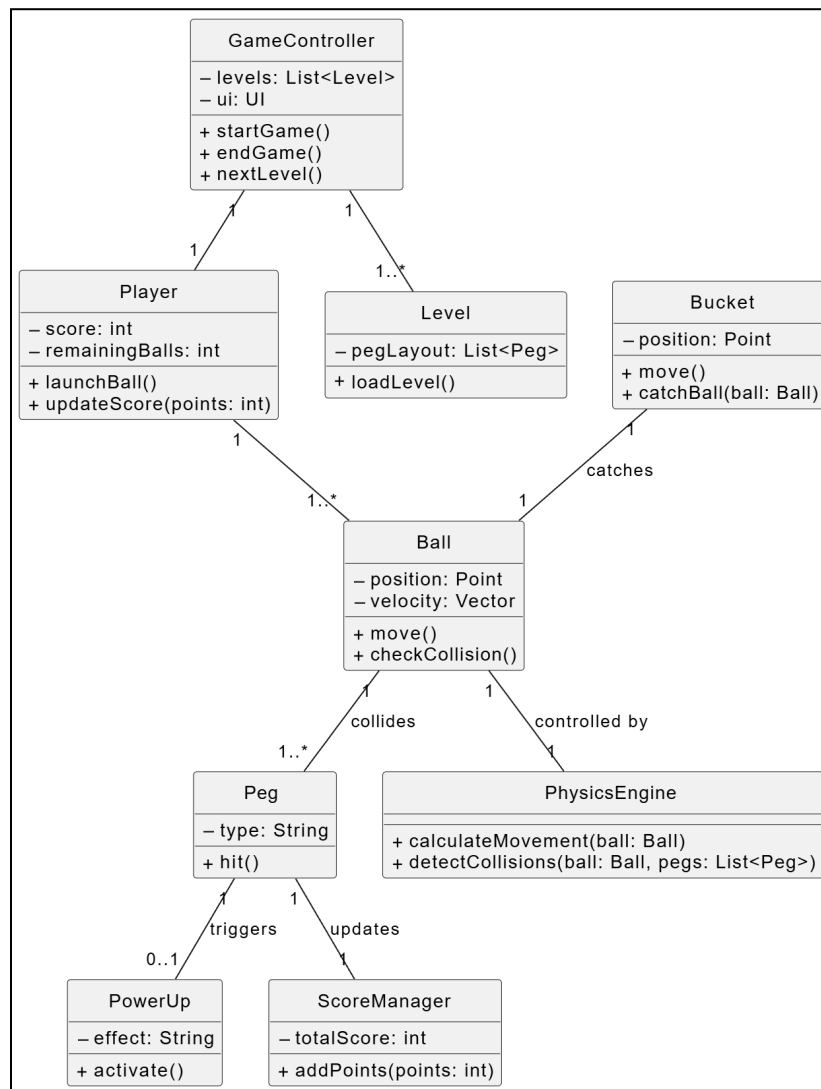 GameController
– levels: List<Level>
– ui: UI
+ startGame()
+ endGame()
+ nextLevel()
1
1
1
1..*
Player
– score: int
– remainingBalls: int
+ launchBall()
+ updateScore(points: int)
Level
– pegLayout: List<Peg>
+ loadLevel()
Bucket
– position: Point
+ move()
+ catchBall(ball: Ball)
1
1
catches
1..*
1
Ball
– position: Point
– velocity: Vector
+ move()
+ checkCollision()
1
1
collides
controlled by
1..*
1
Peg
– type: String
+ hit()
PhysicsEngine
+ calculateMovement(ball: Ball)
+ detectCollisions(ball: Ball, pegs: List<Peg>)
1
1
triggers
updates
0..1
1
PowerUp
– effect: String
+ activate()
ScoreManager
– totalScore: int
+ addPoints(points: int)